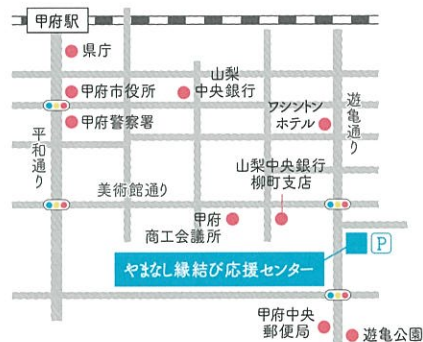 甲府駅
県庁
甲府市役所
山梨
中央銀行
甲府警察署
ワシントン
ホテル
遊亀通り
平和通り
美術館通り
山梨中央銀行
柳町支店
甲府
商工会議所
P
やまなし縁結び応援センター
甲府中央
郵便局
遊亀公園